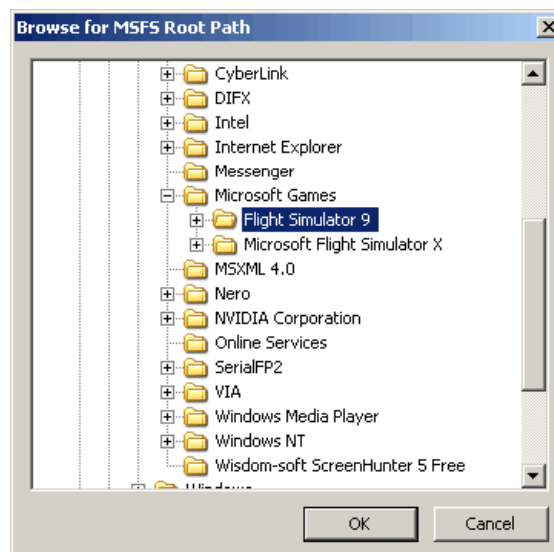 Browse for MSFS Root Path
CyberLink
DIFX
Intel
Internet Explorer
Messenger
Microsoft Games
Flight Simulator 9
Microsoft Flight Simulator X
MSXML 4.0
Nero
NVIDIA Corporation
Online Services
SerialFP2
VIA
Windows Media Player
Windows NT
Wisdom-soft ScreenHunter 5 Free
Windows
OK
Cancel